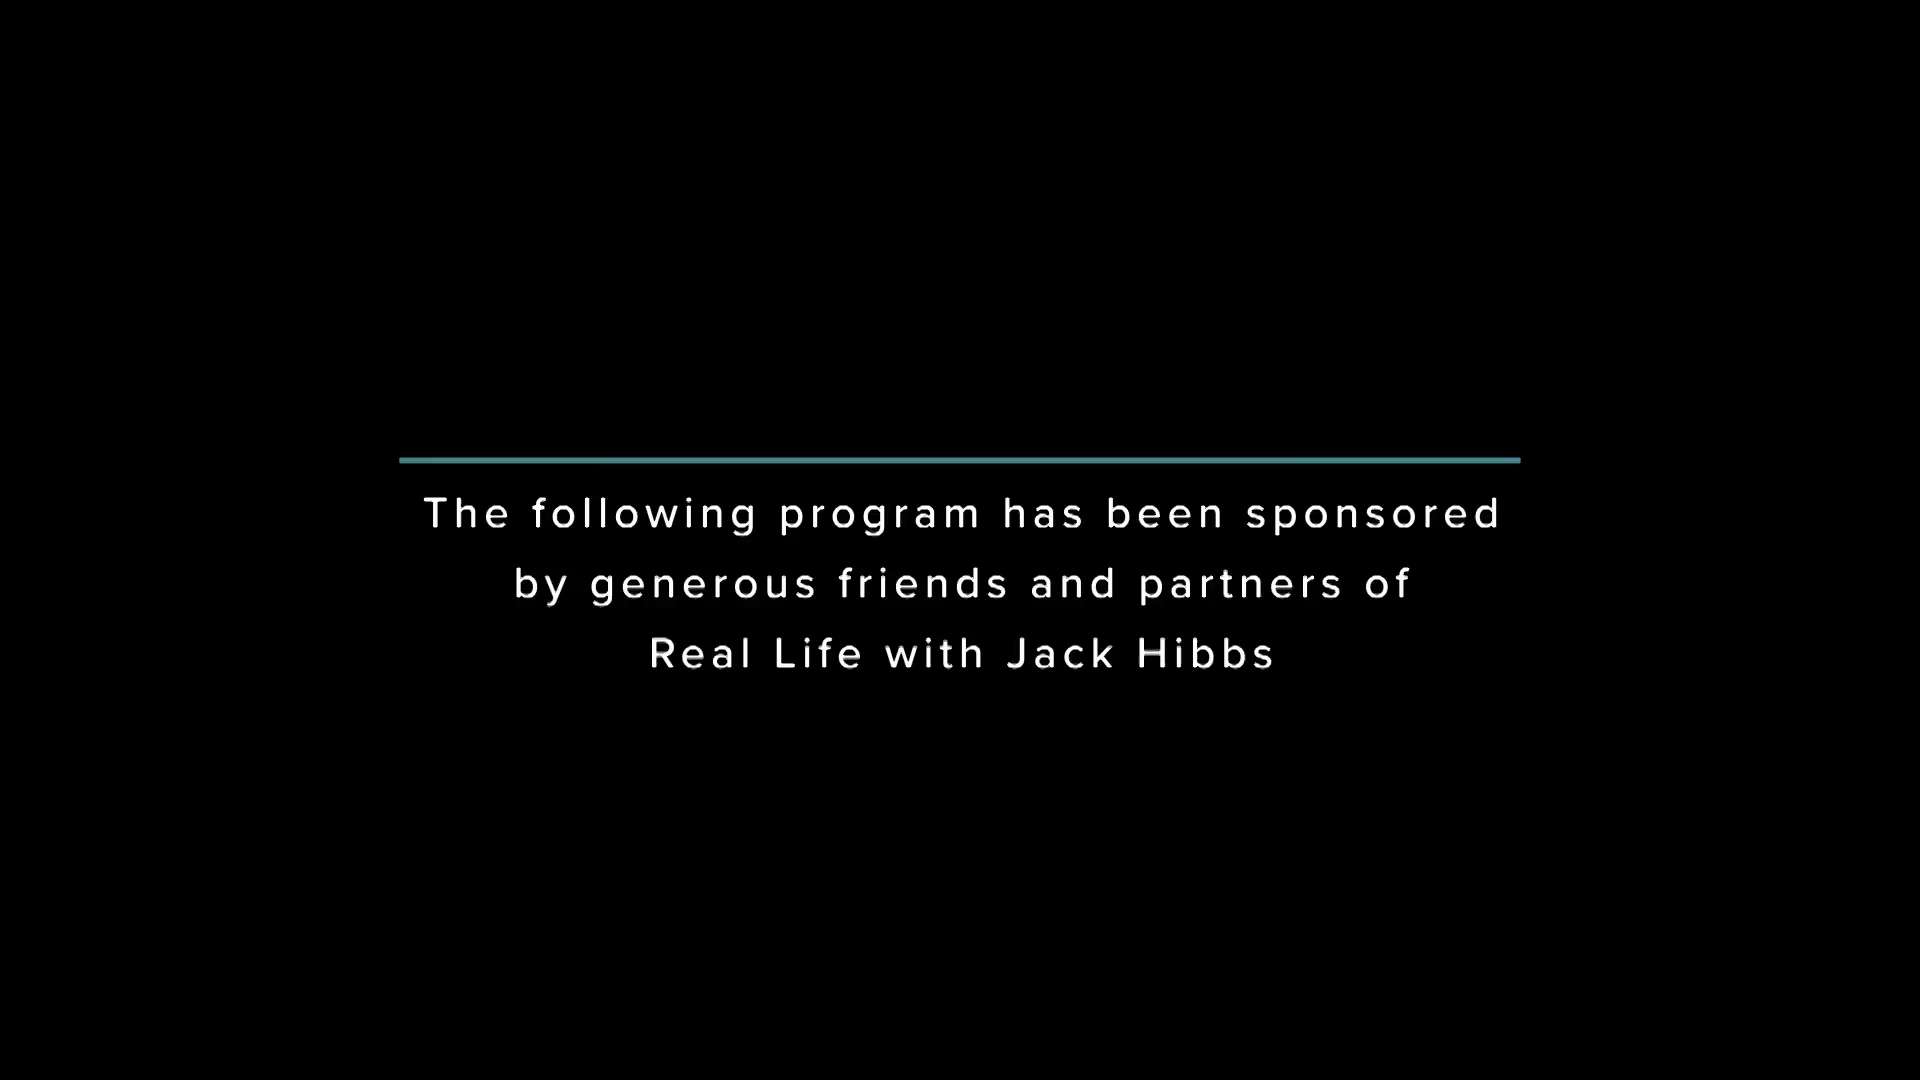 The following program has been sponsored
by generous friends and partners of
Real Life with Jack Hibbs